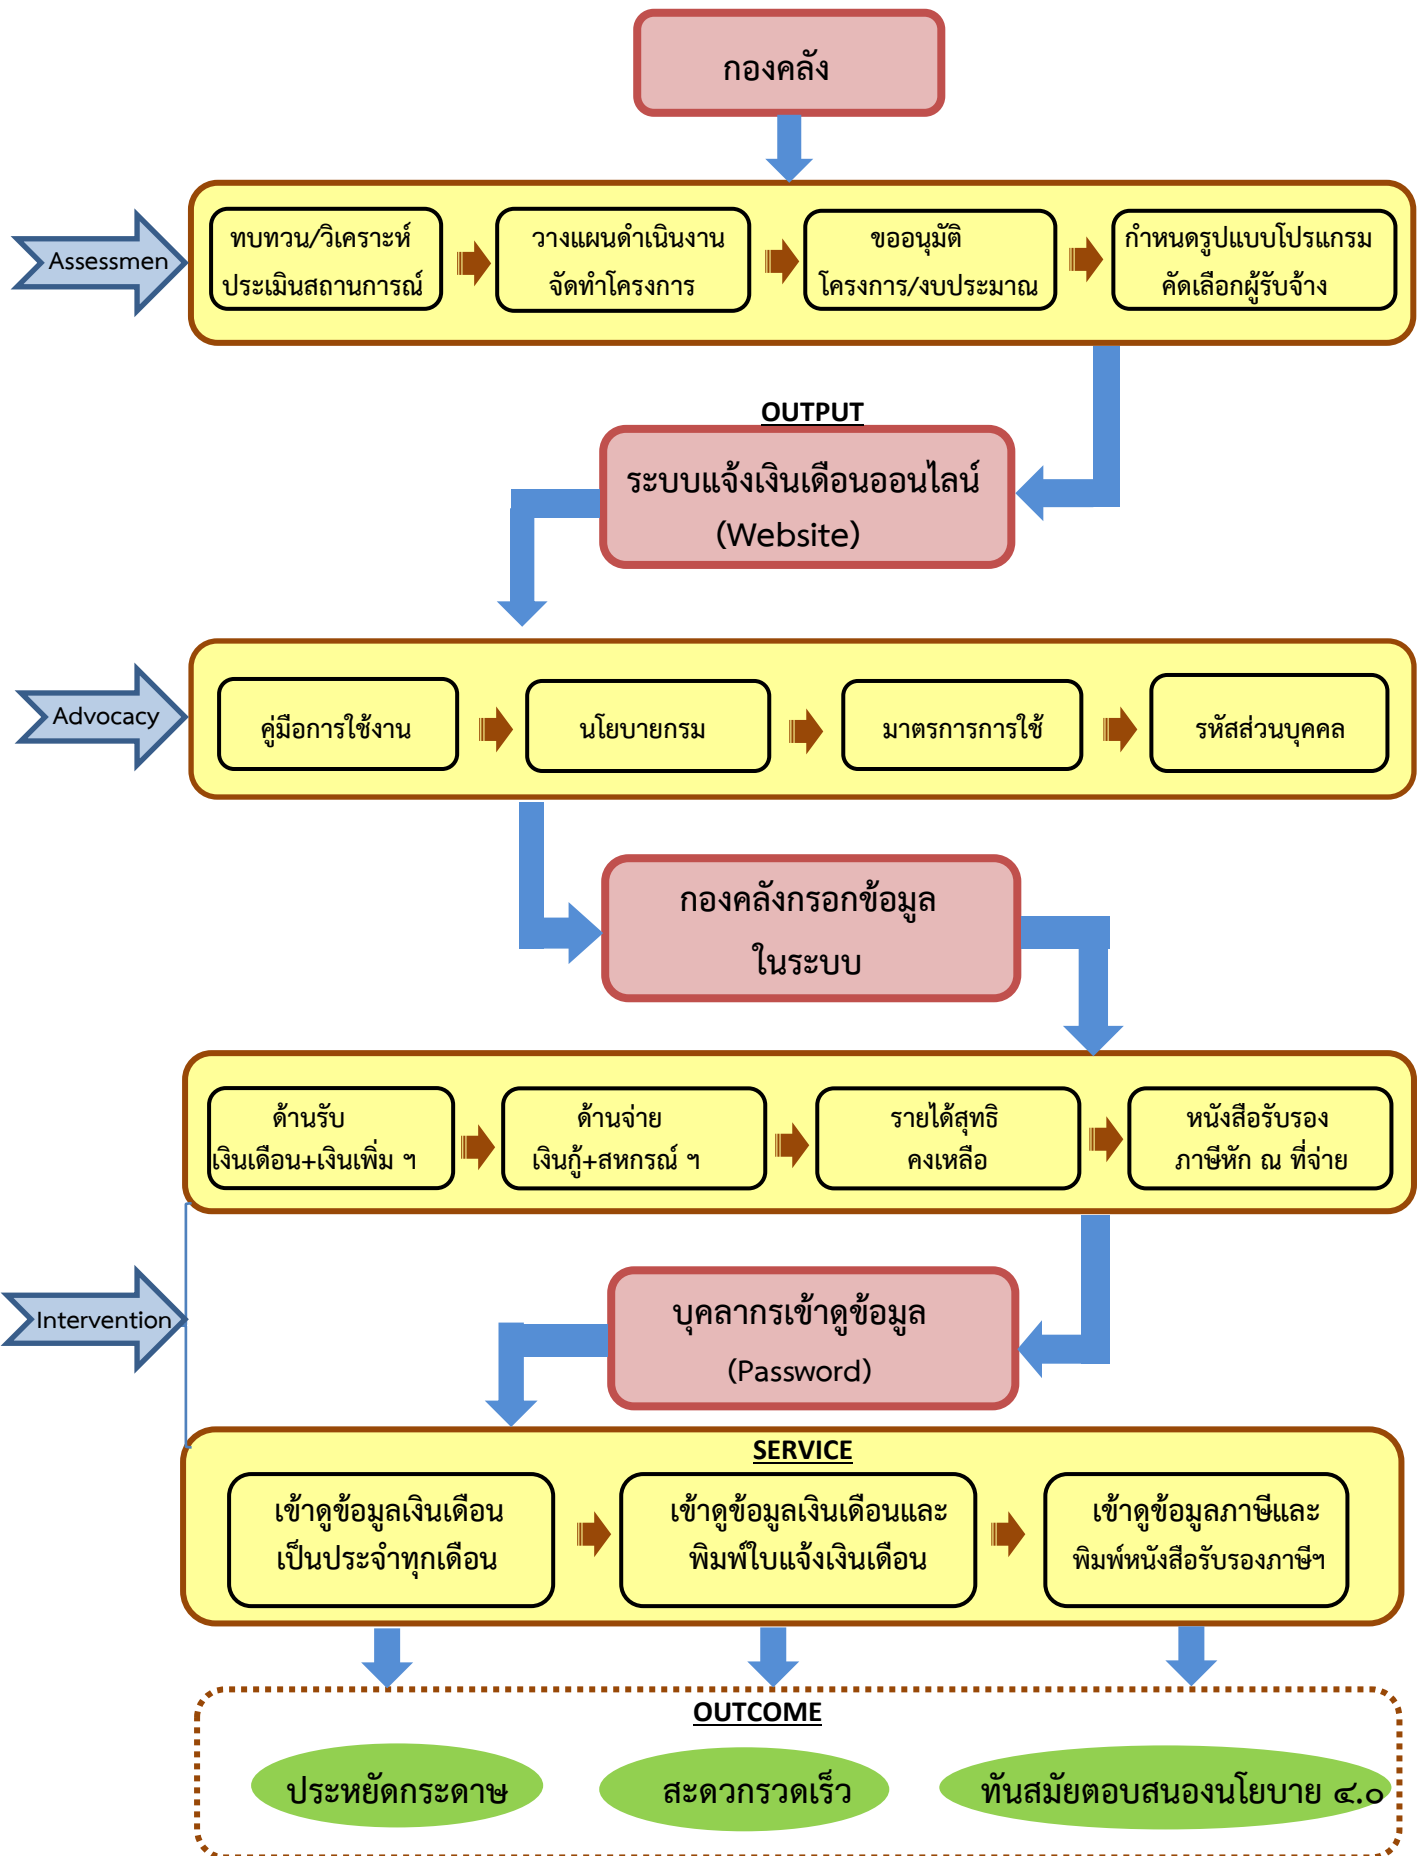 กองคลัง
Assessmen
ทบทวน/วิเคราะห์
ประเมินสถานการณ์
วางแผนดำเนินงาน
จัดทำโครงการ
ขออนุมัติ
โครงการ/งบประมาณ
กำหนดรูปแบบโปรแกรม
คัดเลือกผู้รับจ้าง
OUTPUT
ระบบแจ้งเงินเดือนออนไลน์
(Website)
Advocacy
คู่มือการใช้งาน
นโยบายกรม
มาตรการการใช้
รหัสส่วนบุคคล
กองคลังกรอกข้อมูล
ในระบบ
ด้านรับ
เงินเดือน+เงินเพิ่ม ฯ
ด้านจ่าย
เงินกู้+สหกรณ์ ฯ
รายได้สุทธิ
คงเหลือ
หนังสือรับรอง
ภาษีหัก ณ ที่จ่าย
Intervention
บุคลากรเข้าดูข้อมูล
(Password)
SERVICE
เข้าดูข้อมูลเงินเดือน
เป็นประจำทุกเดือน
เข้าดูข้อมูลเงินเดือนและ
พิมพ์ใบแจ้งเงินเดือน
เข้าดูข้อมูลภาษีและ
พิมพ์หนังสือรับรองภาษีฯ
OUTCOME
ประหยัดกระดาษ
สะดวกรวดเร็ว
ทันสมัยตอบสนองนโยบาย ๔.๐